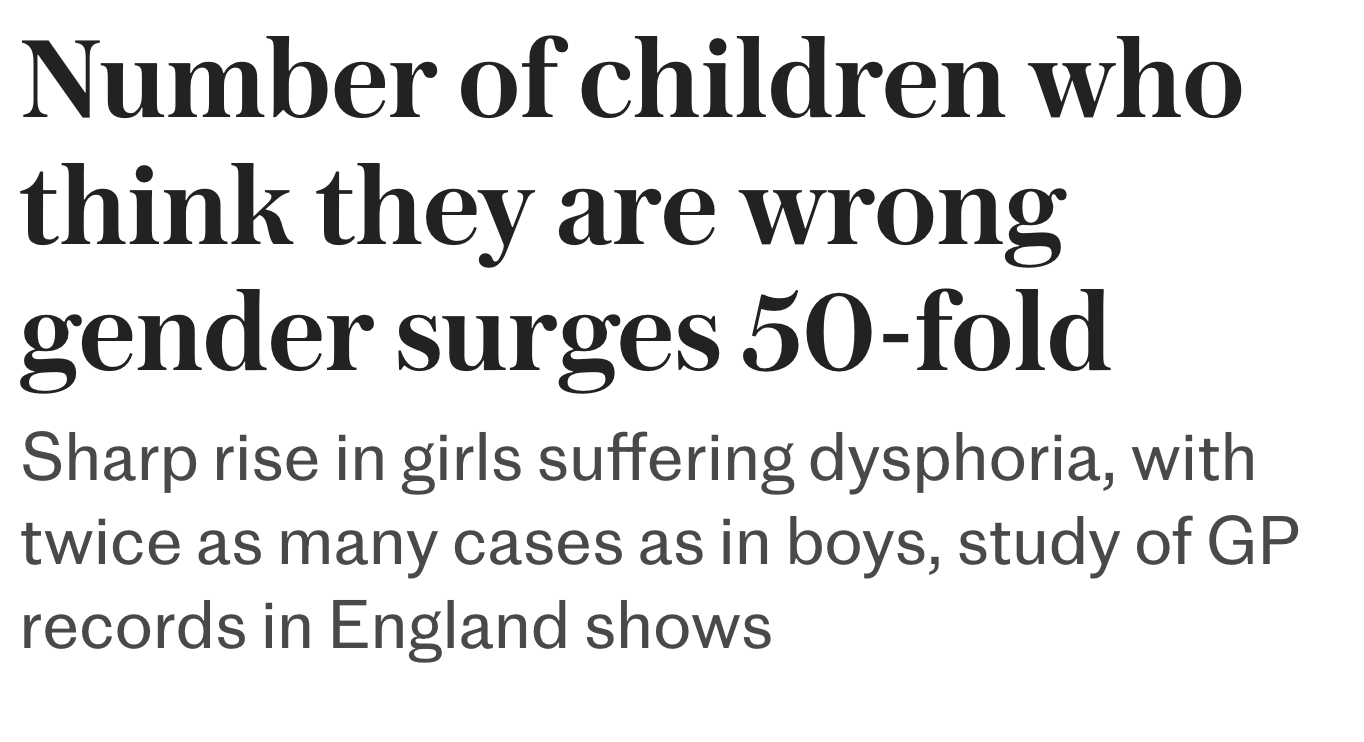 Number of children who
think they are wrong
gender surges 50-fold
Sharp rise in girls suffering dysphoria, with
twice as many cases as in boys, study of GP
records in England shows